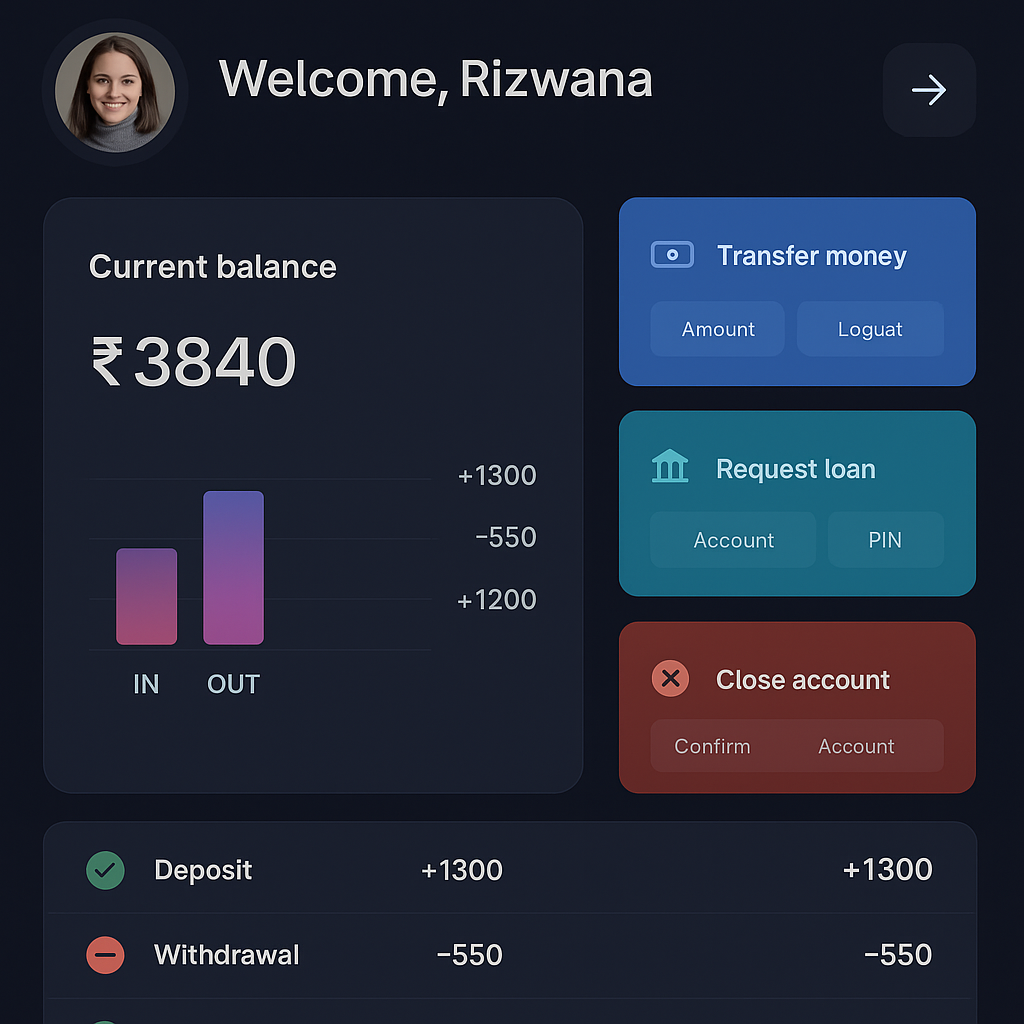 Welcome, Rizwana
Current balance
₹3840
+1300
−550
+1200
IN OUT
Transfer money
Amount Loguat
Request loan
Account PIN
Close account
Confirm Account
Deposit +1300 +1300
Withdrawal −550 −550